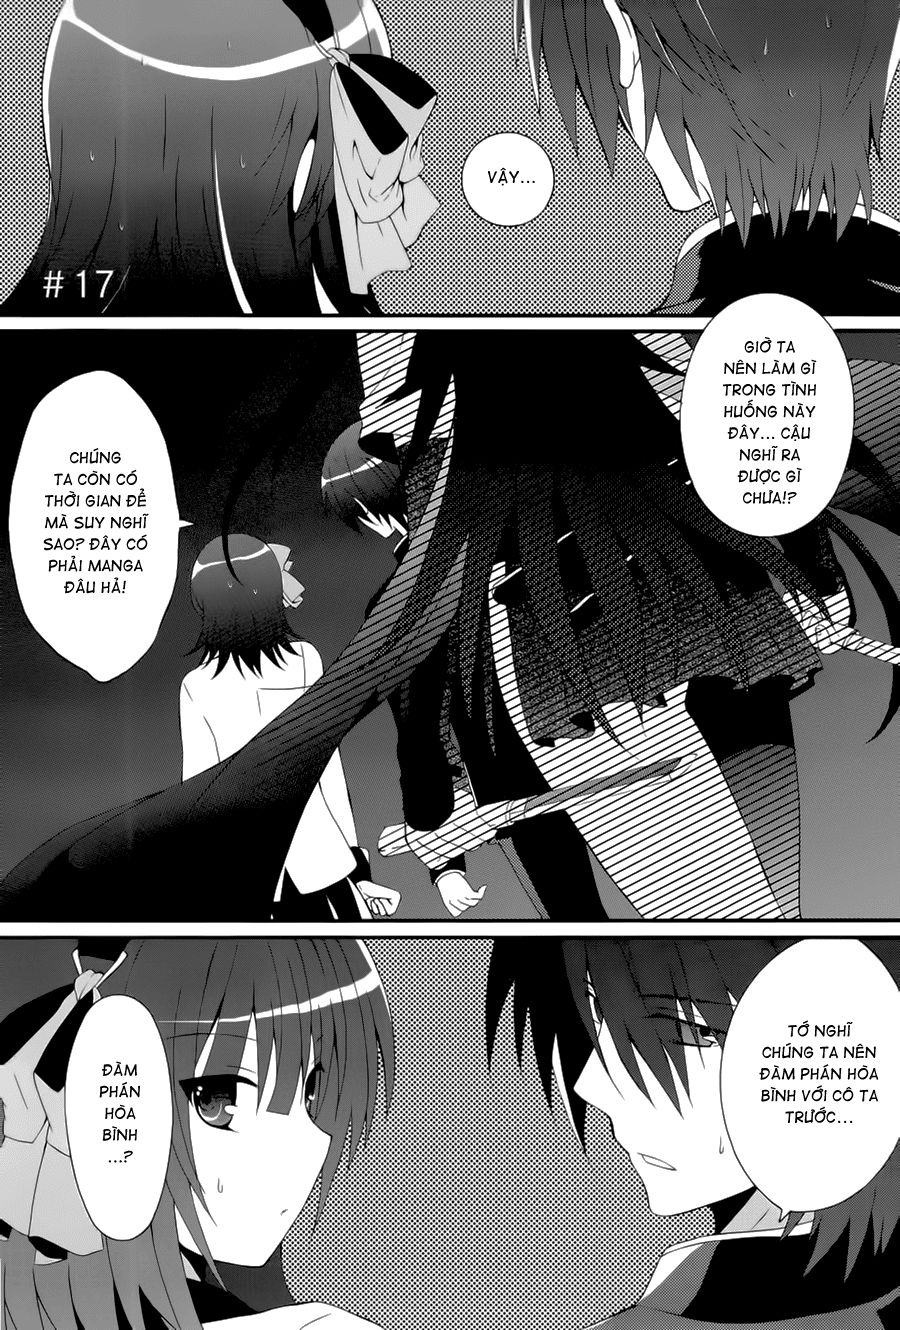 VẬY...
#17
GIỜ TA
NÊN LÀM GÌ
TRONG TÌNH
HUỐNG NÀY
ĐÂY... CẬU
NGHĨ RA
ĐƯỢC GÌ
CHƯA!?
CHÚNG
TA CÒN CÓ
THỜI GIAN ĐỂ
MÀ SUY NGHĨ
SAO? ĐÂY CÓ
PHẢI MANGA
ĐÂU HẢ!
TỚ NGHĨ
CHÚNG TA NÊN
ĐÀM PHÁN HÒA
BÌNH VỚI CÔ TA
TRƯỚC...
ĐÀM
PHÁN
HÒA
BÌNH
...?